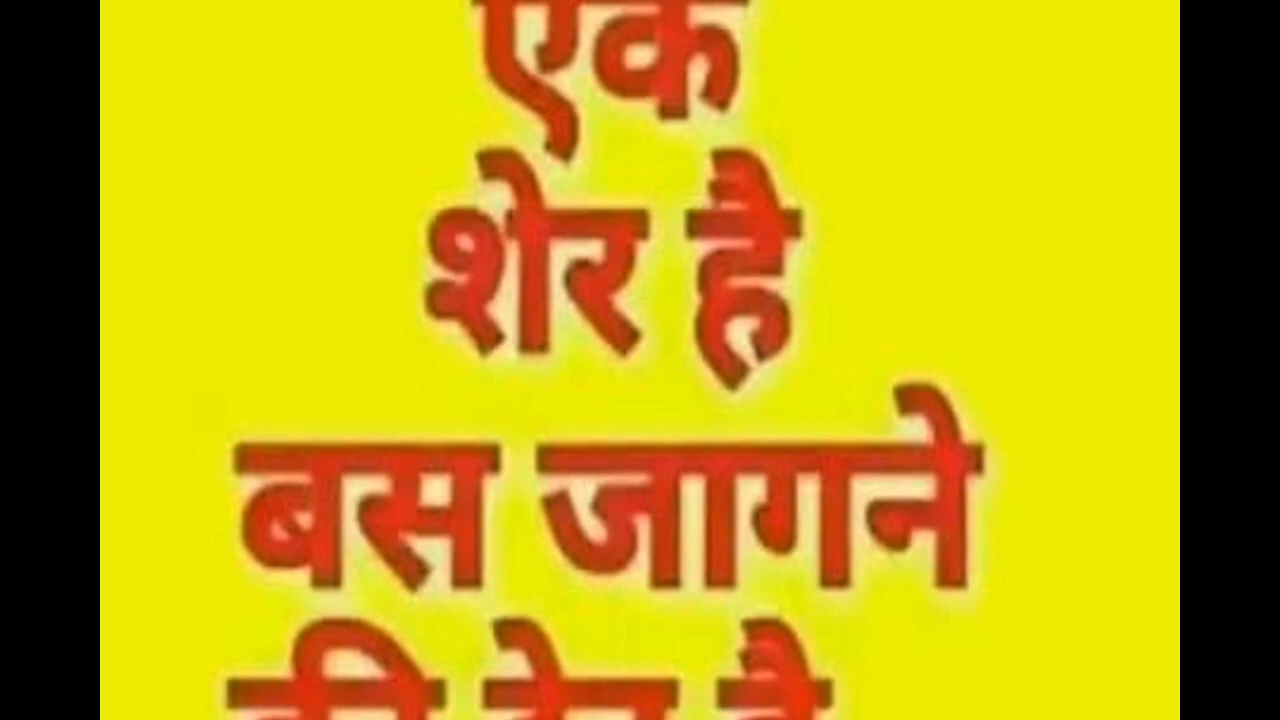 एक
शेर है
बस जागने
की देर है